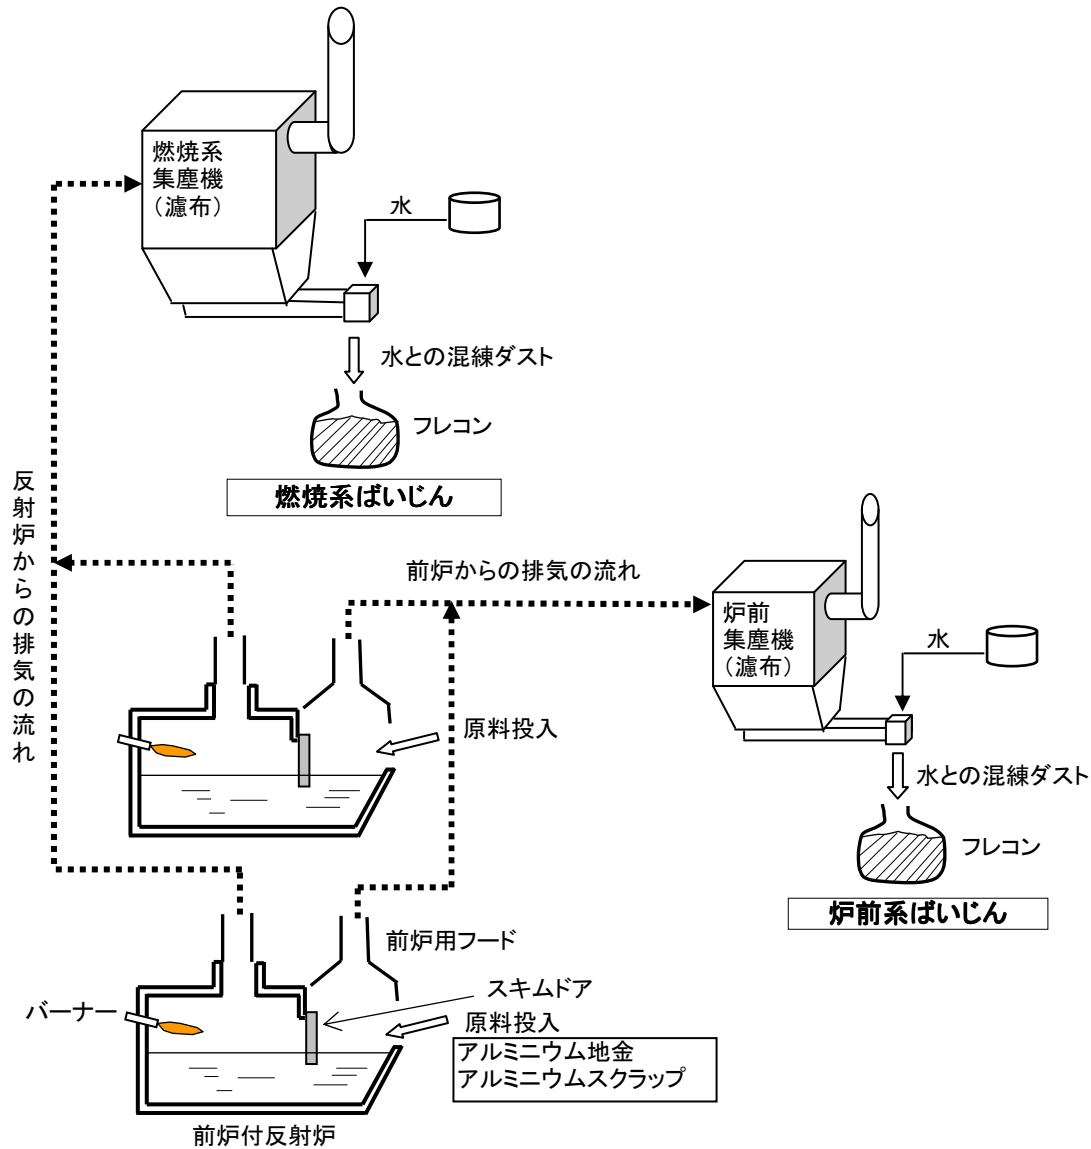 燃焼系
集塵機
（濾布）
水
水との混練ダスト
フレコン
燃焼系ばいじん
反射炉からの排気の流れ
前炉からの排気の流れ
炉前
集塵機
（濾布）
水
原料投入
水との混練ダスト
フレコン
炉前系ばいじん
前炉用フード
スキムドア
バーナー
原料投入
アルミニウム地金
アルミニウムスクラップ
前炉付反射炉